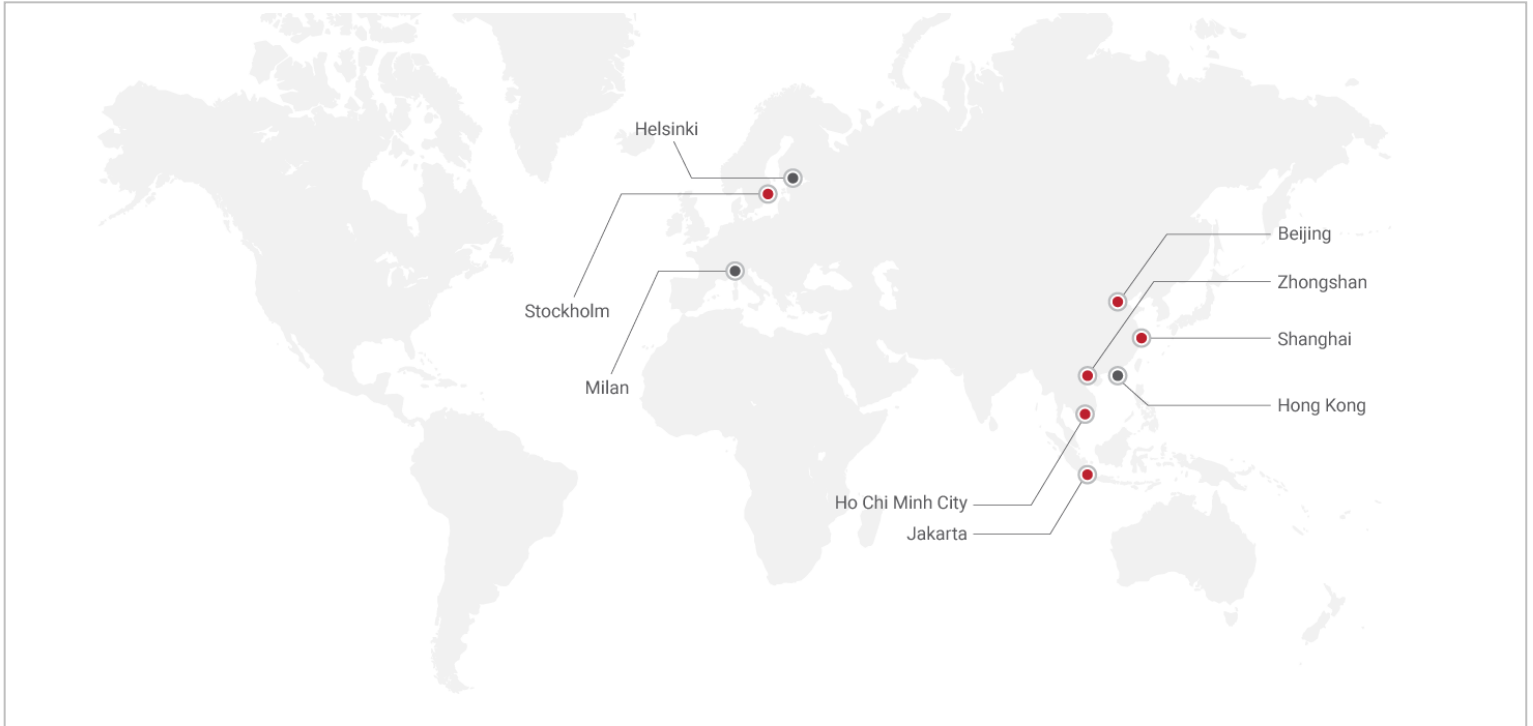 Helsinki
Beijing
Zhongshan
Stockholm
Shanghai
Milan
Hong Kong
Ho Chi Minh City
Jakarta